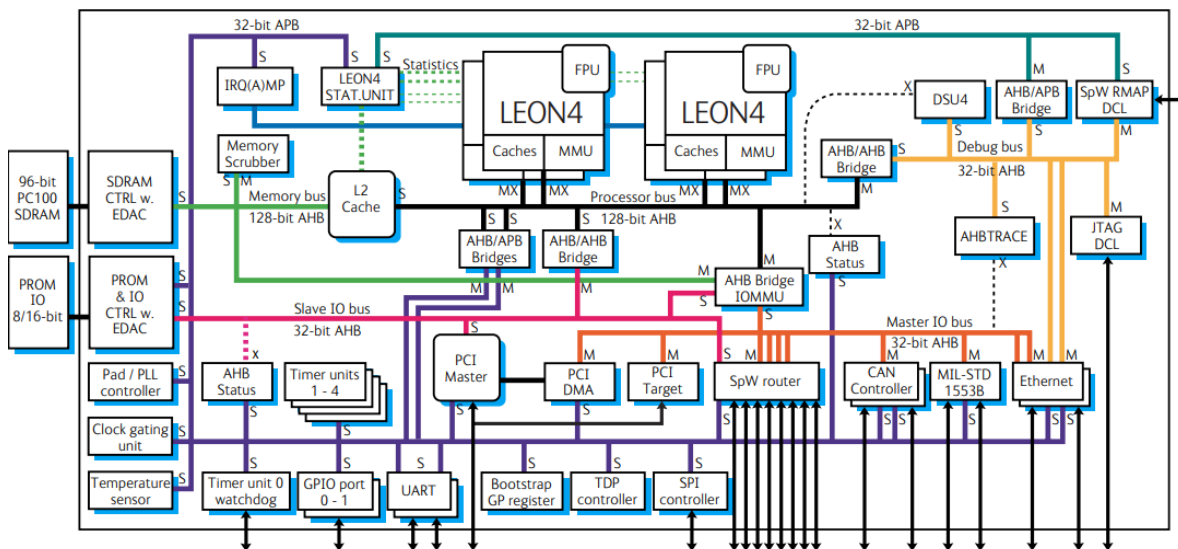 32-bit APB
32-bit APB
S
S
S
M
S
IRQ(A)MP
LEON4
STAT.UNIT
Statistics
FPU
LEON4
Caches
MMU
MX
MX
FPU
LEON4
Caches
MMU
MX
MX
X
DSU4
AHB/APB
Bridge
SpW RMAP
DCL
S
S
M
Debug bus
32-bit AHB
AHB/AHB
Bridge
S
M
Memory
Scrubber
S
M
96-bit
PC100
SDRAM
SDRAM
CTRL w.
EDAC
S
Memory bus
128-bit AHB
L2
Cache
S
Processor bus
128-bit AHB
S
S
AHB/APB
Bridges
M
M
S
AHB/AHB
Bridge
M
M
M
AHB Bridge
IOMMU
S
S
X
AHB
Status
S
S
AHBTRACE
X
M
JTAG
DCL
PROM
IO
8/16-bit
PROM
& IO
CTRL w.
EDAC
S
S
Slave IO bus
32-bit AHB
Master IO bus
32-bit AHB
Pad / PLL
controller
S
X
AHB
Status
S
Timer units
1 - 4
S
S
PCI
Master
S
M
PCI
DMA
S
M
PCI
Target
S
M
SpW router
S
M
CAN
Controller
S
S
M
MIL-STD
1553B
S
M
M
M
Ethernet
S
S
Clock gating
unit
S
Temperature
sensor
S
S
Timer unit 0
watchdog
S
GPIO port
0 - 1
S
UART
S
Bootstrap
GP register
S
TDP
controller
S
SPI
controller